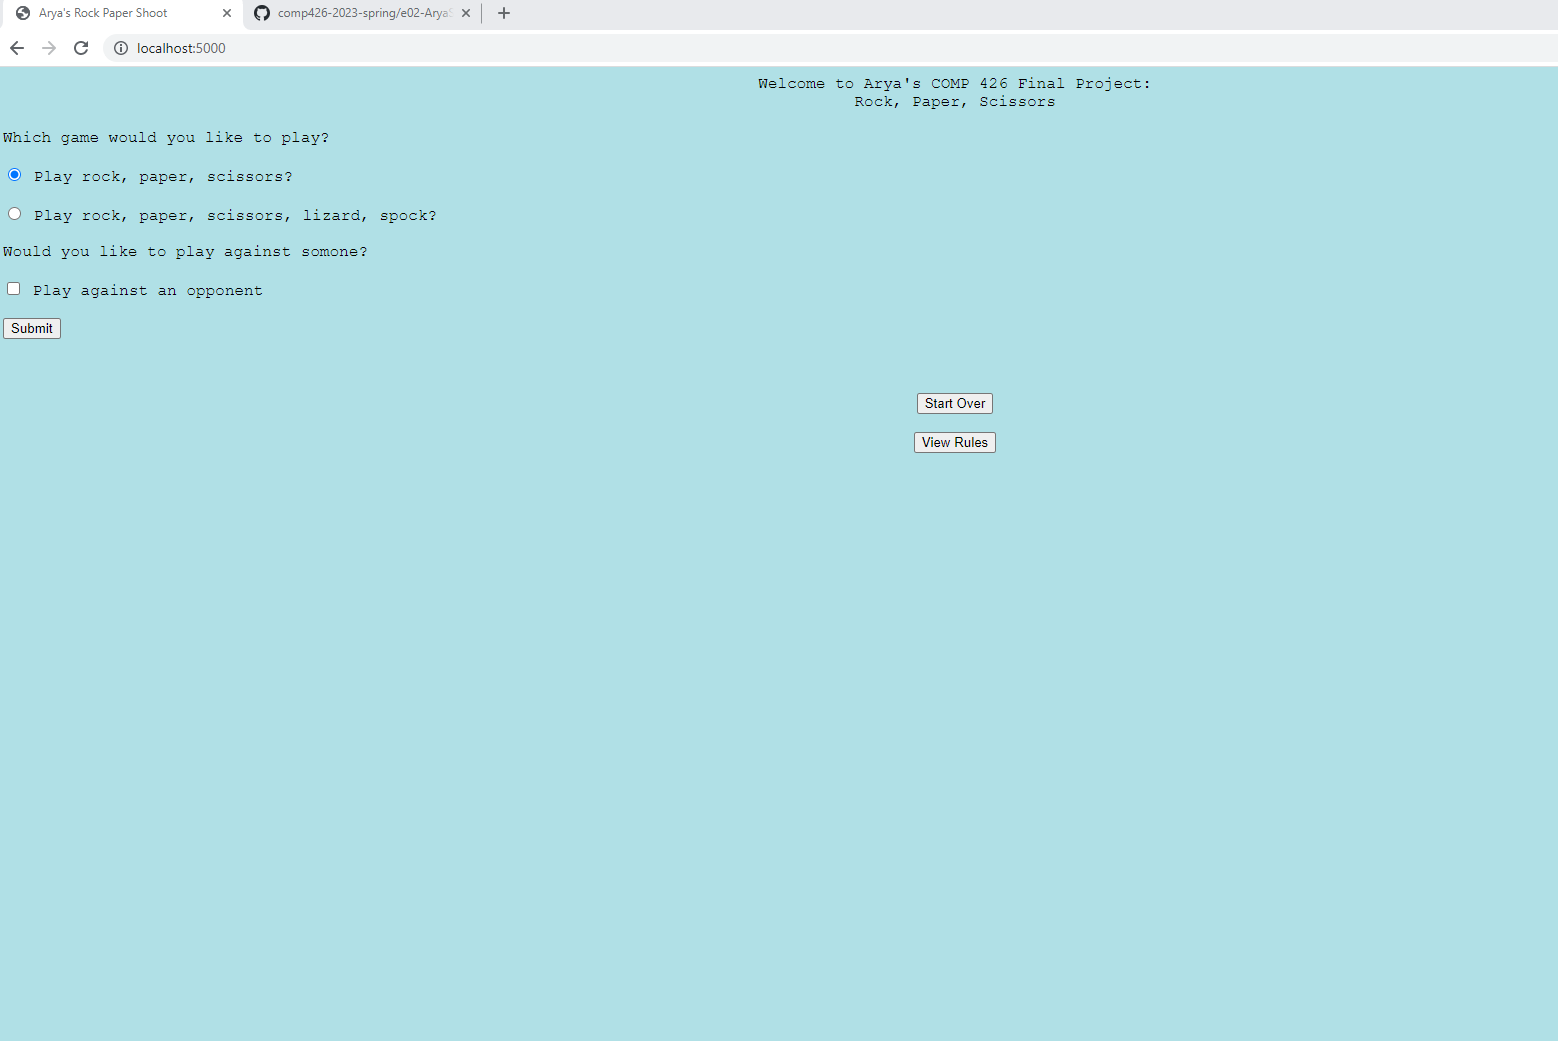 Arya's Rock Paper Shoot
comp426-2023-spring/e02-Arya
localhost:5000
Welcome to Arya's COMP 426 Final Project:
Rock, Paper, Scissors
Which game would you like to play?
Play rock, paper, scissors?
Play rock, paper, scissors, lizard, spock?
Would you like to play against somone?
Play against an opponent
Submit
Start Over
View Rules